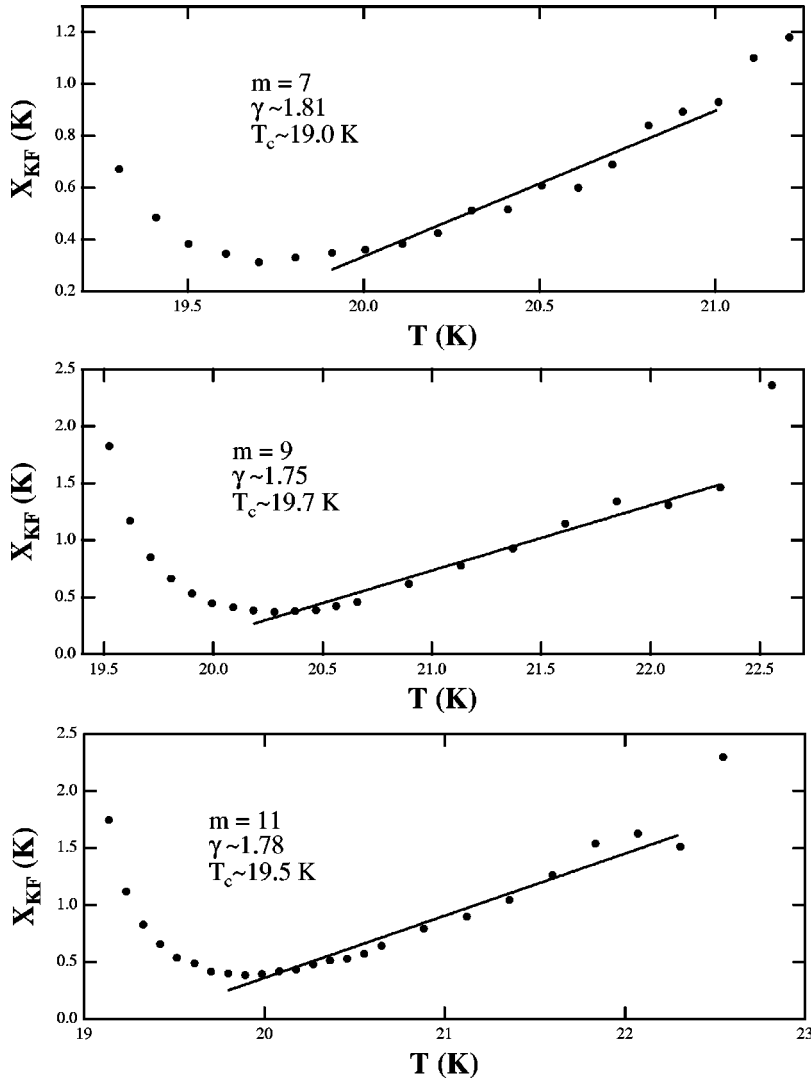 1.2
1.0
0.8
0.6
0.4
0.2
X_KF (K)
m = 7
γ ~1.81
T_c~19.0 K
19.5 20.0 20.5 21.0
T (K)
2.5
2.0
1.5
1.0
0.5
0.0
X_KF (K)
m = 9
γ ~1.75
T_c~19.7 K
19.5 20.0 20.5 21.0 21.5 22.0 22.5
T (K)
2.5
2.0
1.5
1.0
0.5
0.0
X_KF (K)
m = 11
γ ~1.78
T_c~19.5 K
19 20 21 22 23
T (K)